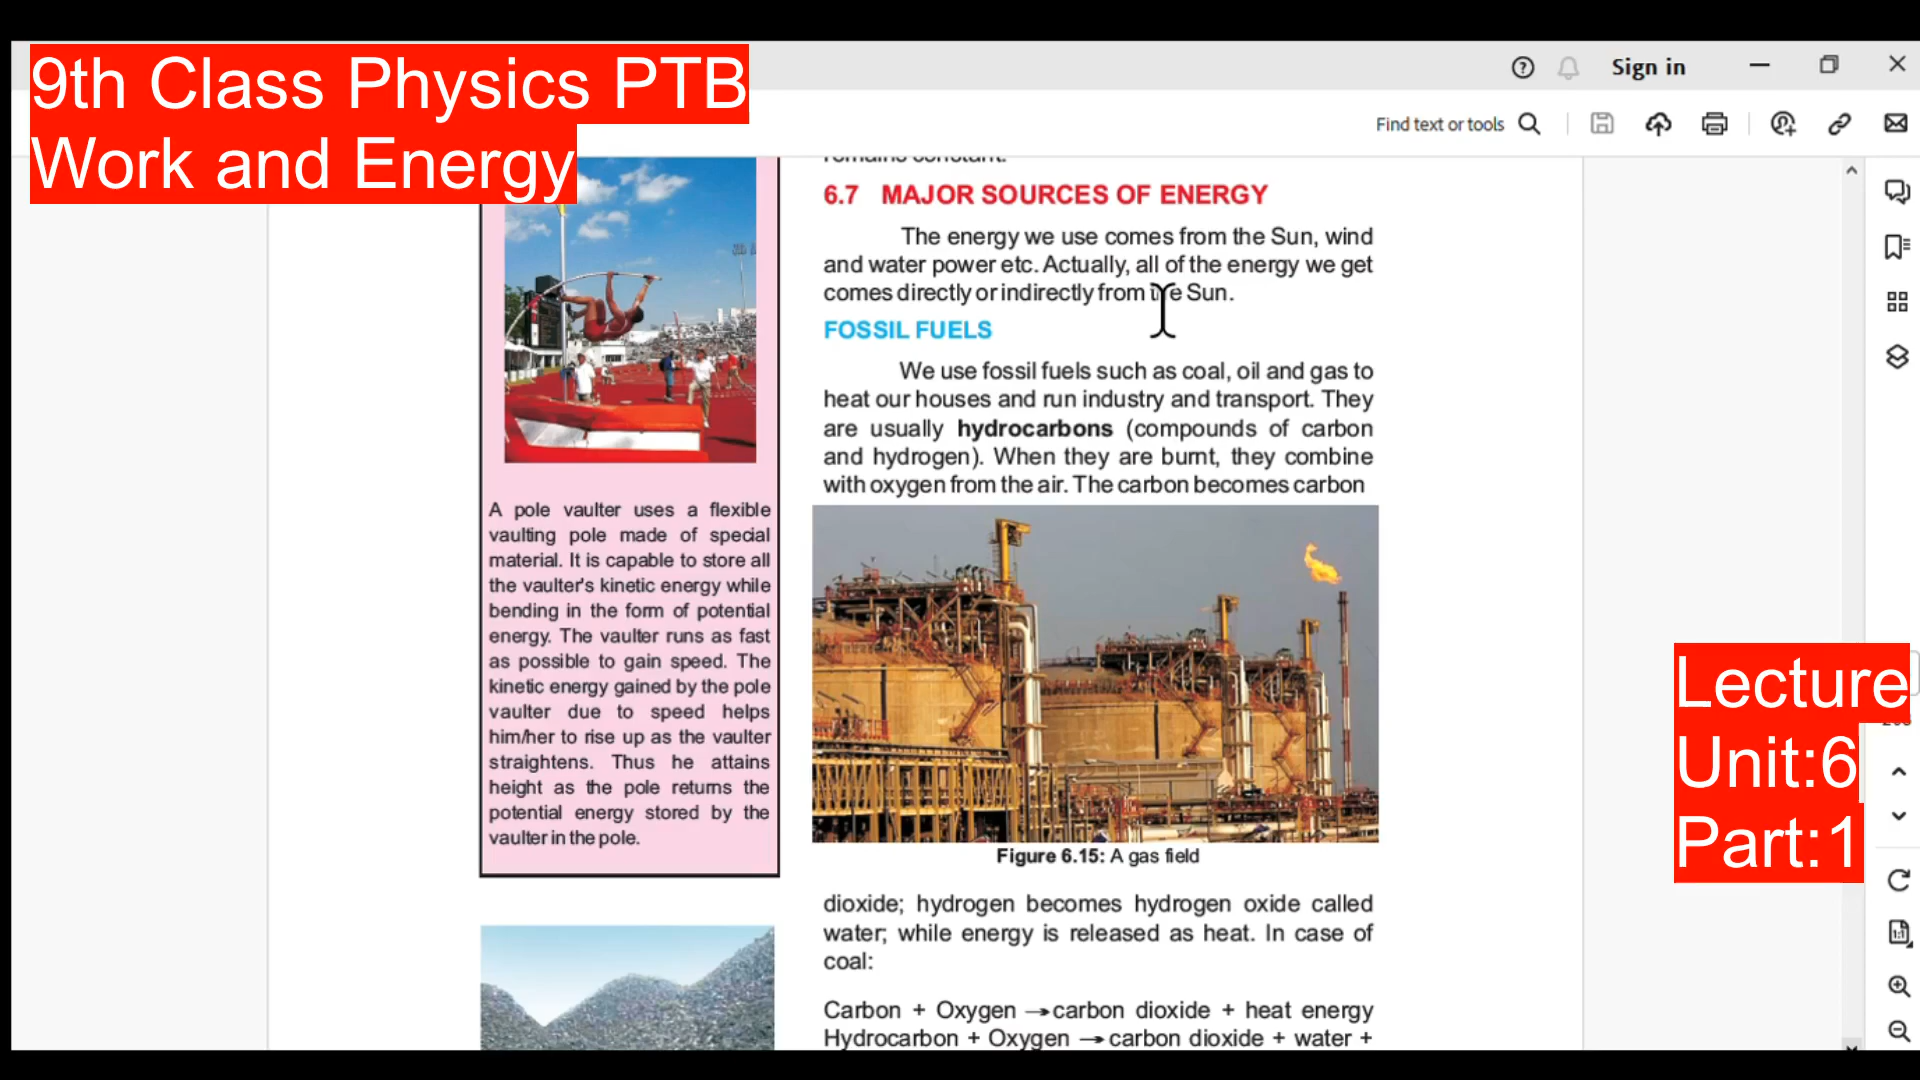 9th Class Physics PTB
Work and Energy
Sign in
Find text or tools
6.7 MAJOR SOURCES OF ENERGY
The energy we use comes from the Sun, wind
and water power etc. Actually, all of the energy we get
comes directly or indirectly from the Sun.
FOSSIL FUELS
We use fossil fuels such as coal, oil and gas to
heat our houses and run industry and transport. They
are usually hydrocarbons (compounds of carbon
and hydrogen). When they are burnt, they combine
with oxygen from the air. The carbon becomes carbon
Figure 6.15: A gas field
dioxide; hydrogen becomes hydrogen oxide called
water; while energy is released as heat. In case of
coal:
Carbon + Oxygen → carbon dioxide + heat energy
Hydrocarbon + Oxygen → carbon dioxide + water +
A pole vaulter uses a flexible
vaulting pole made of special
material. It is capable to store all
the vaulter's kinetic energy while
bending in the form of potential
energy. The vaulter runs as fast
as possible to gain speed. The
kinetic energy gained by the pole
vaulter due to speed helps
him/her to rise up as the vaulter
straightens. Thus he attains
height as the pole returns the
potential energy stored by the
vaulter in the pole.
Lecture
Unit:6
Part:1